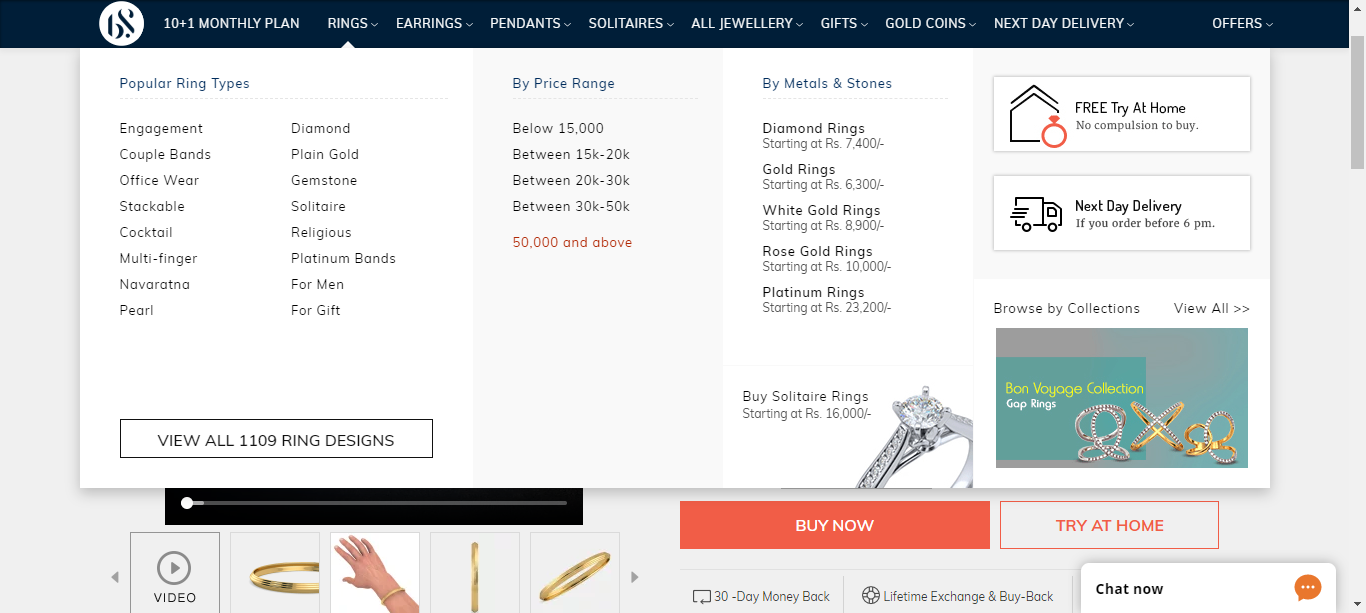 BS.
10+1 MONTHLY PLAN
RINGS
EARRINGS
PENDANTS
SOLITAIRES
ALL JEWELLERY
GIFTS
GOLD COINS
NEXT DAY DELIVERY
OFFERS
Popular Ring Types
Engagement
Couple Bands
Office Wear
Stackable
Cocktail
Multi-finger
Navaratna
Pearl
Diamond
Plain Gold
Gemstone
Solitaire
Religious
Platinum Bands
For Men
For Gift
VIEW ALL 1109 RING DESIGNS
By Price Range
Below 15,000
Between 15k-20k
Between 20k-30k
Between 30k-50k
50,000 and above
By Metals & Stones
Diamond Rings
Starting at Rs. 7,400/-
Gold Rings
Starting at Rs. 6,300/-
White Gold Rings
Starting at Rs. 8,900/-
Rose Gold Rings
Starting at Rs. 10,000/-
Platinum Rings
Starting at Rs. 23,200/-
Buy Solitaire Rings
Starting at Rs. 16,000/-
FREE Try At Home
No compulsion to buy.
Next Day Delivery
If you order before 6 pm.
Browse by Collections
View All >>
Bon Voyage Collection
Gap Rings
BUY NOW
TRY AT HOME
VIDEO
30 -Day Money Back
Lifetime Exchange & Buy-Back
Chat now